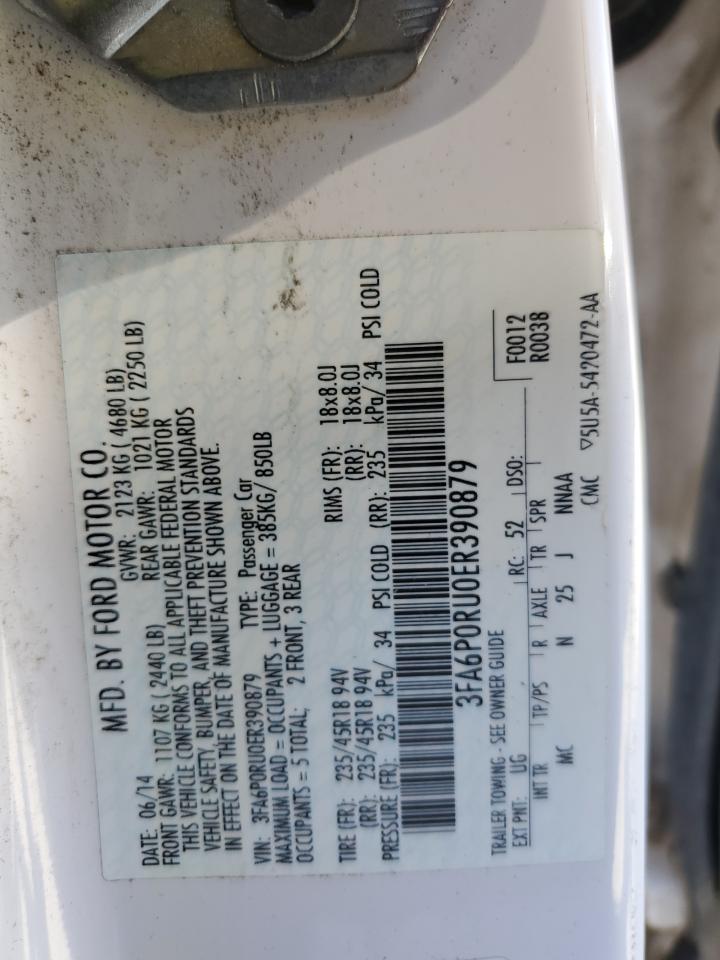 MFD. BY FORD MOTOR CO.
DATE: 06/14 GVWR: 2123 KG ( 4680 LB)
FRONT GAWR: 1107 KG ( 2440 LB) REAR GAWR: 1021 KG ( 2250 LB)
THIS VEHICLE CONFORMS TO ALL APPLICABLE FEDERAL MOTOR
VEHICLE SAFETY, BUMPER, AND THEFT PREVENTION STANDARDS
IN EFFECT ON THE DATE OF MANUFACTURE SHOWN ABOVE.
VIN: 3FA6P0RU0ER390879 TYPE: Passenger Car
MAXIMUM LOAD = OCCUPANTS + LUGGAGE = 385KG/ 850LB
OCCUPANTS = 5 TOTAL; 2 FRONT, 3 REAR
TIRE (FR): 235/45R18 94V RIMS (FR): 18x8.0J
(RR): 235/45R18 94V (RR): 18x8.0J
PRESSURE (FR): 235 kPa/ 34 PSI COLD (RR): 235 kPa/ 34 PSI COLD
3FA6P0RU0ER390879
TRAILER TOWING - SEE OWNER GUIDE
F0012
EXT PNT: UG RC: 52 DSO: R0038
INT TR TP/PS R AXLE TR SPR
MC N 25 J NNAA
CMC ▽5U5A-5420472-AA